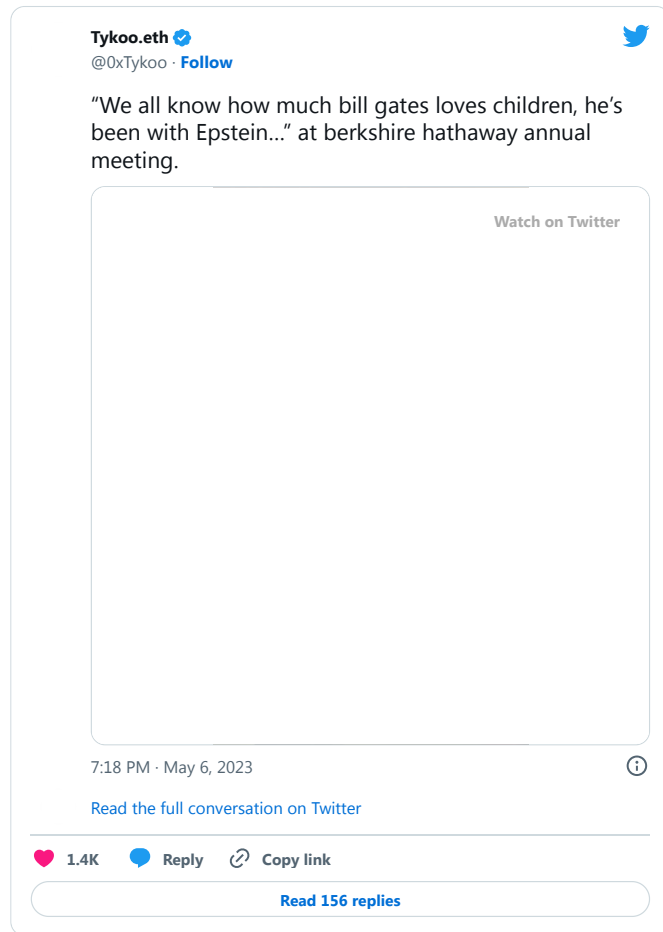 Tykoo.eth
@0xTykoo · Follow
“We all know how much bill gates loves children, he’s
been with Epstein...” at berkshire hathaway annual
meeting.
Watch on Twitter
7:18 PM · May 6, 2023
Read the full conversation on Twitter
1.4K Reply Copy link
Read 156 replies